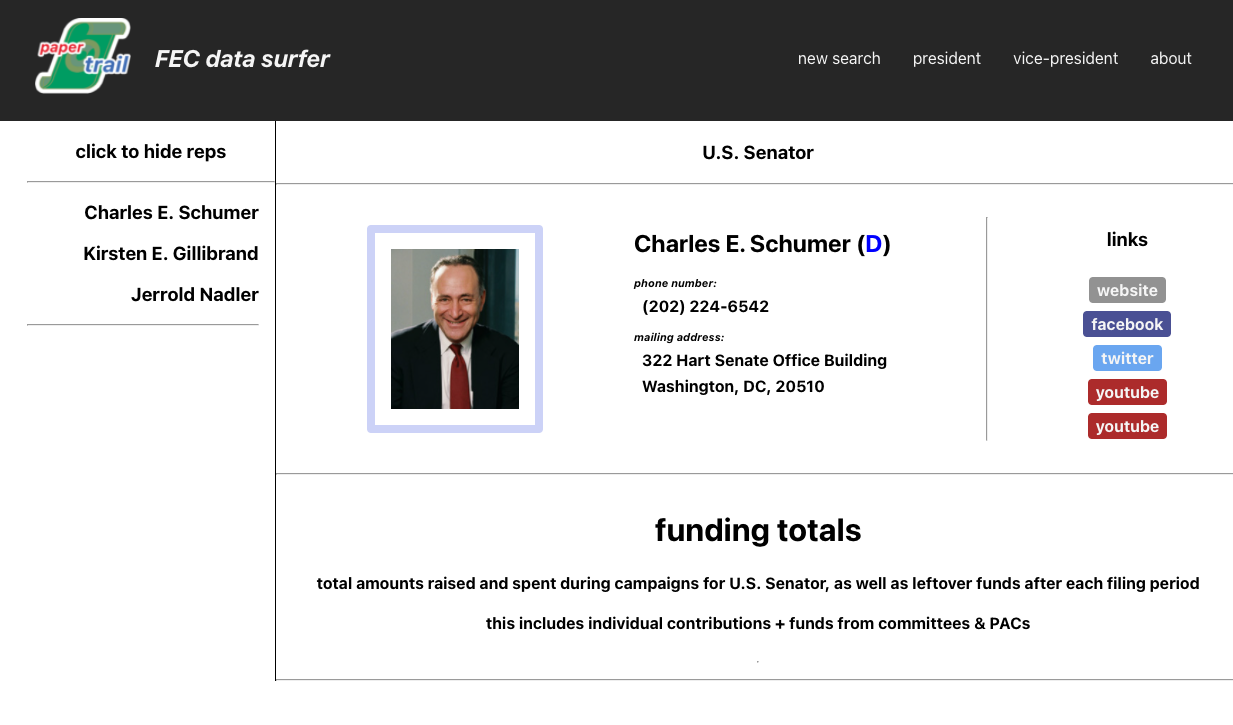 paper
trail
FEC data surfer
new search
president
vice-president
about
click to hide reps
Charles E. Schumer
Kirsten E. Gillibrand
Jerrold Nadler
U.S. Senator
Charles E. Schumer (D)
phone number:
(202) 224-6542
mailing address:
322 Hart Senate Office Building
Washington, DC, 20510
links
website
facebook
twitter
youtube
youtube
funding totals
total amounts raised and spent during campaigns for U.S. Senator, as well as leftover funds after each filing period
this includes individual contributions + funds from committees & PACs